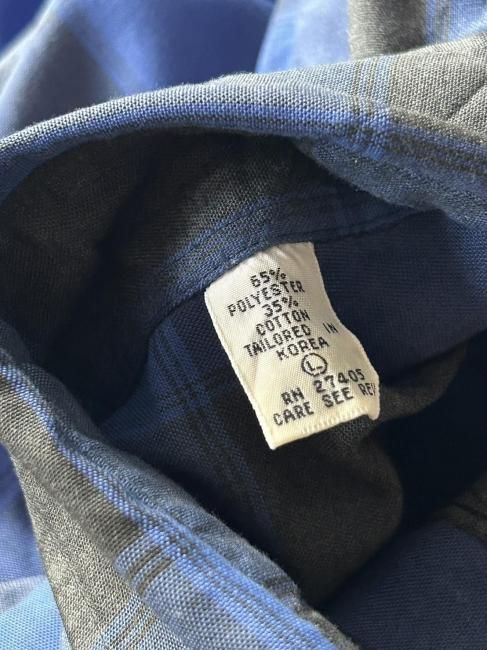 65%
POLYESTER
35%
COTTON
TAILORED IN
KOREA
L
RN 27405
CARE SEE REV